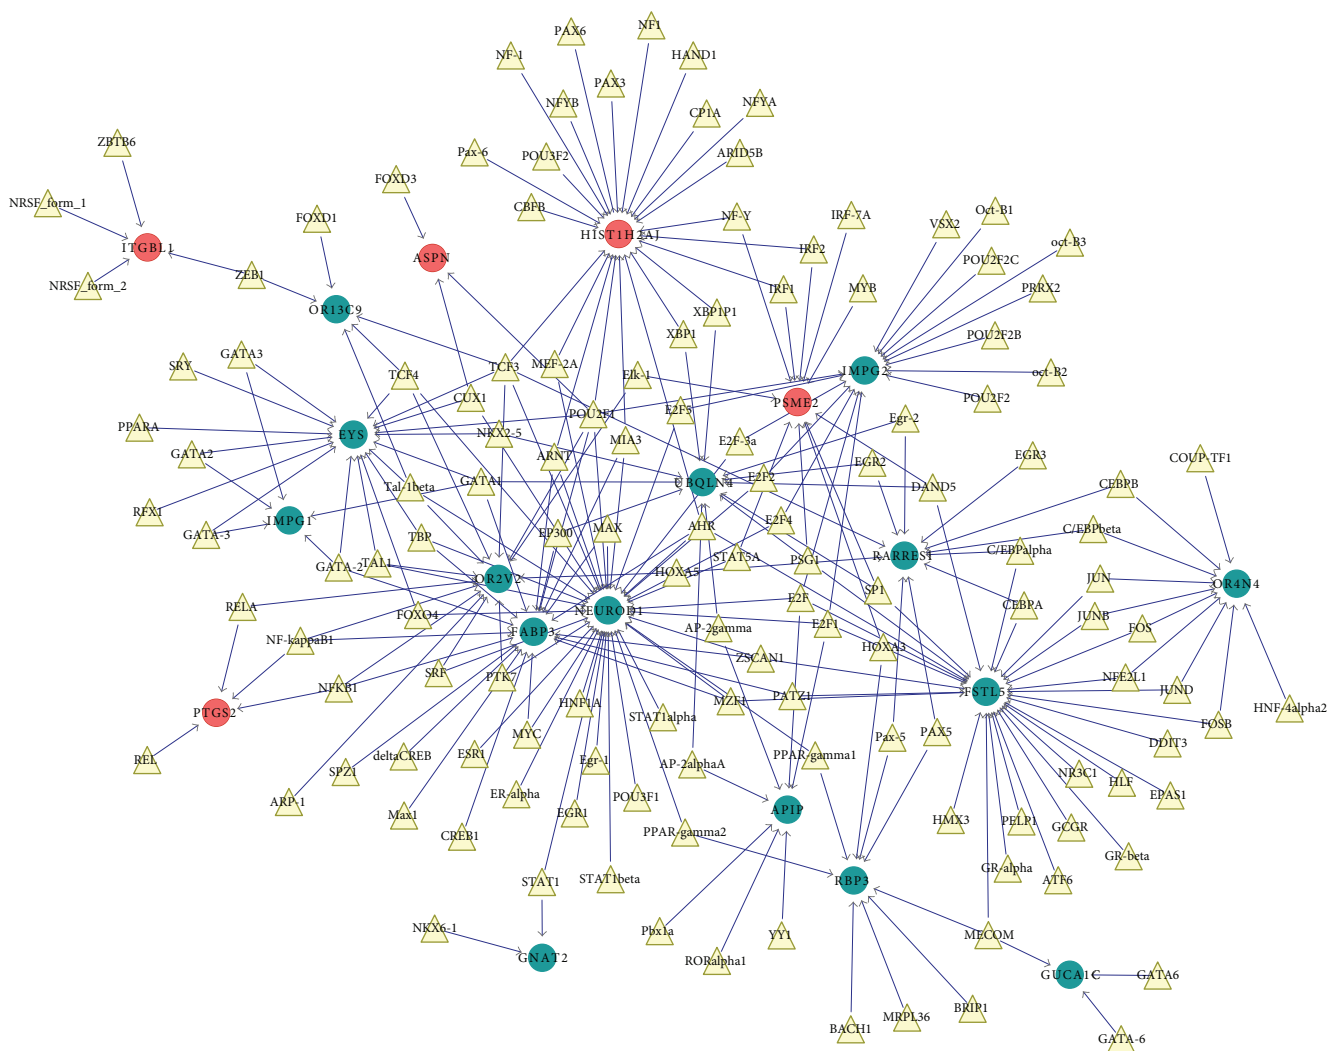 NF1
PAX6
NF-1
HAND1
PAX3
NFYB
NFYA
CP1A
ZBTB6
Pax-6
POU3F2
ARID5B
FOXD3
NRSF_form_1
FOXD1
CBFB
NF-Y
IRF-7A
Oct-B1
VSX2
HIST1H2AJ
oct-B3
ITGBL1
ASPN
IRF2
POU2F2C
ZEB1
NRSF_form_2
IRF1
MYB
PRRX2
OR13C9
XBP1P1
XBP1
POU2F2B
GATA3
SRY
TCF4
TCF3
MEF-2A
Elk-1
IMPG2
oct-B2
CUX1
PSME2
POU2F2
POU2F1
E2F5
Egr-2
PPARA
EYS
NKX2-5
MIA3
E2F-3a
GATA2
ARNT
EGR2
EGR3
COUP-TF1
Tal-1beta
GATA1
UBQLN4
E2F2
DAND5
CEBPB
RFX1
IMPG1
E2F4
GATA-3
TBP
EP300
MAX
AHR
C/EBPbeta
C/EBPalpha
GATA-2
TAL1
STAT5A
PSG1
RARRES1
OR2V2
HOXA5
JUN
OR4N4
SP1
RELA
FOXO4
NEUROD1
E2F
CEBPA
JUNB
NF-kappaB1
FABP3
AP-2gamma
E2F1
FOS
HOXA3
ZSCAN1
SRF
PTK7
NFKB1
NFE2L1
FSTL5
JUND
PATZ1
MZF1
HNF1A
PTGS2
STAT1alpha
HNF-4alpha2
FOSB
MYC
Pax-5
PAX5
DDIT3
REL
deltaCREB
ESR1
Egr-1
PPAR-gamma1
AP-2alphaA
SPZ1
NR3C1
HLF
ARP-1
ER-alpha
POU3F1
EPAS1
Max1
EGR1
APIP
HMX3
PELP1
GCGR
CREB1
PPAR-gamma2
GR-beta
GR-alpha
STAT1
STAT1beta
RBP3
ATF6
NKX6-1
Pbx1a
YY1
MECOM
GNAT2
RORalpha1
GUCA1C
GATA6
BRIP1
MRPL36
BACH1
GATA-6